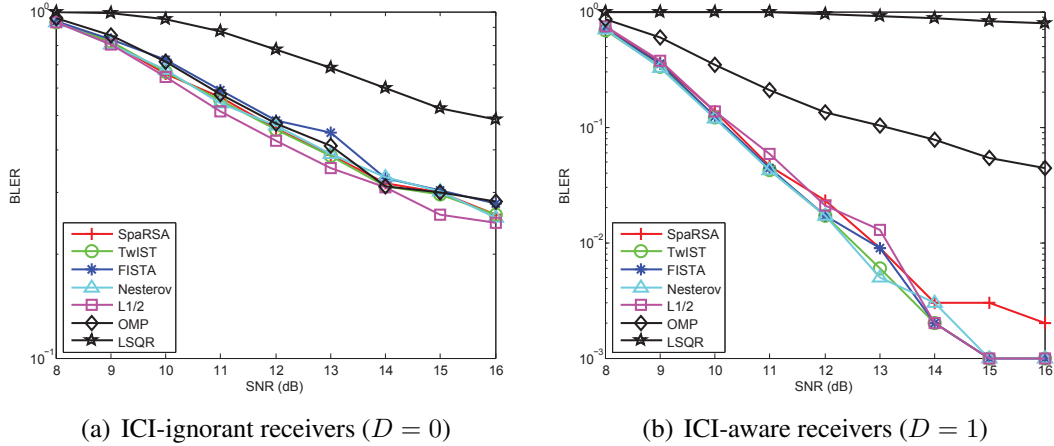 10^0
10^-1
BLER
8 9 10 11 12 13 14 15 16
SNR (dB)
SpaRSA
TwIST
FISTA
Nesterov
L1/2
OMP
LSQR
(a) ICI-ignorant receivers (D = 0)
10^0
10^-1
10^-2
10^-3
BLER
8 9 10 11 12 13 14 15 16
SNR (dB)
SpaRSA
TwIST
FISTA
Nesterov
L1/2
OMP
LSQR
(b) ICI-aware receivers (D = 1)